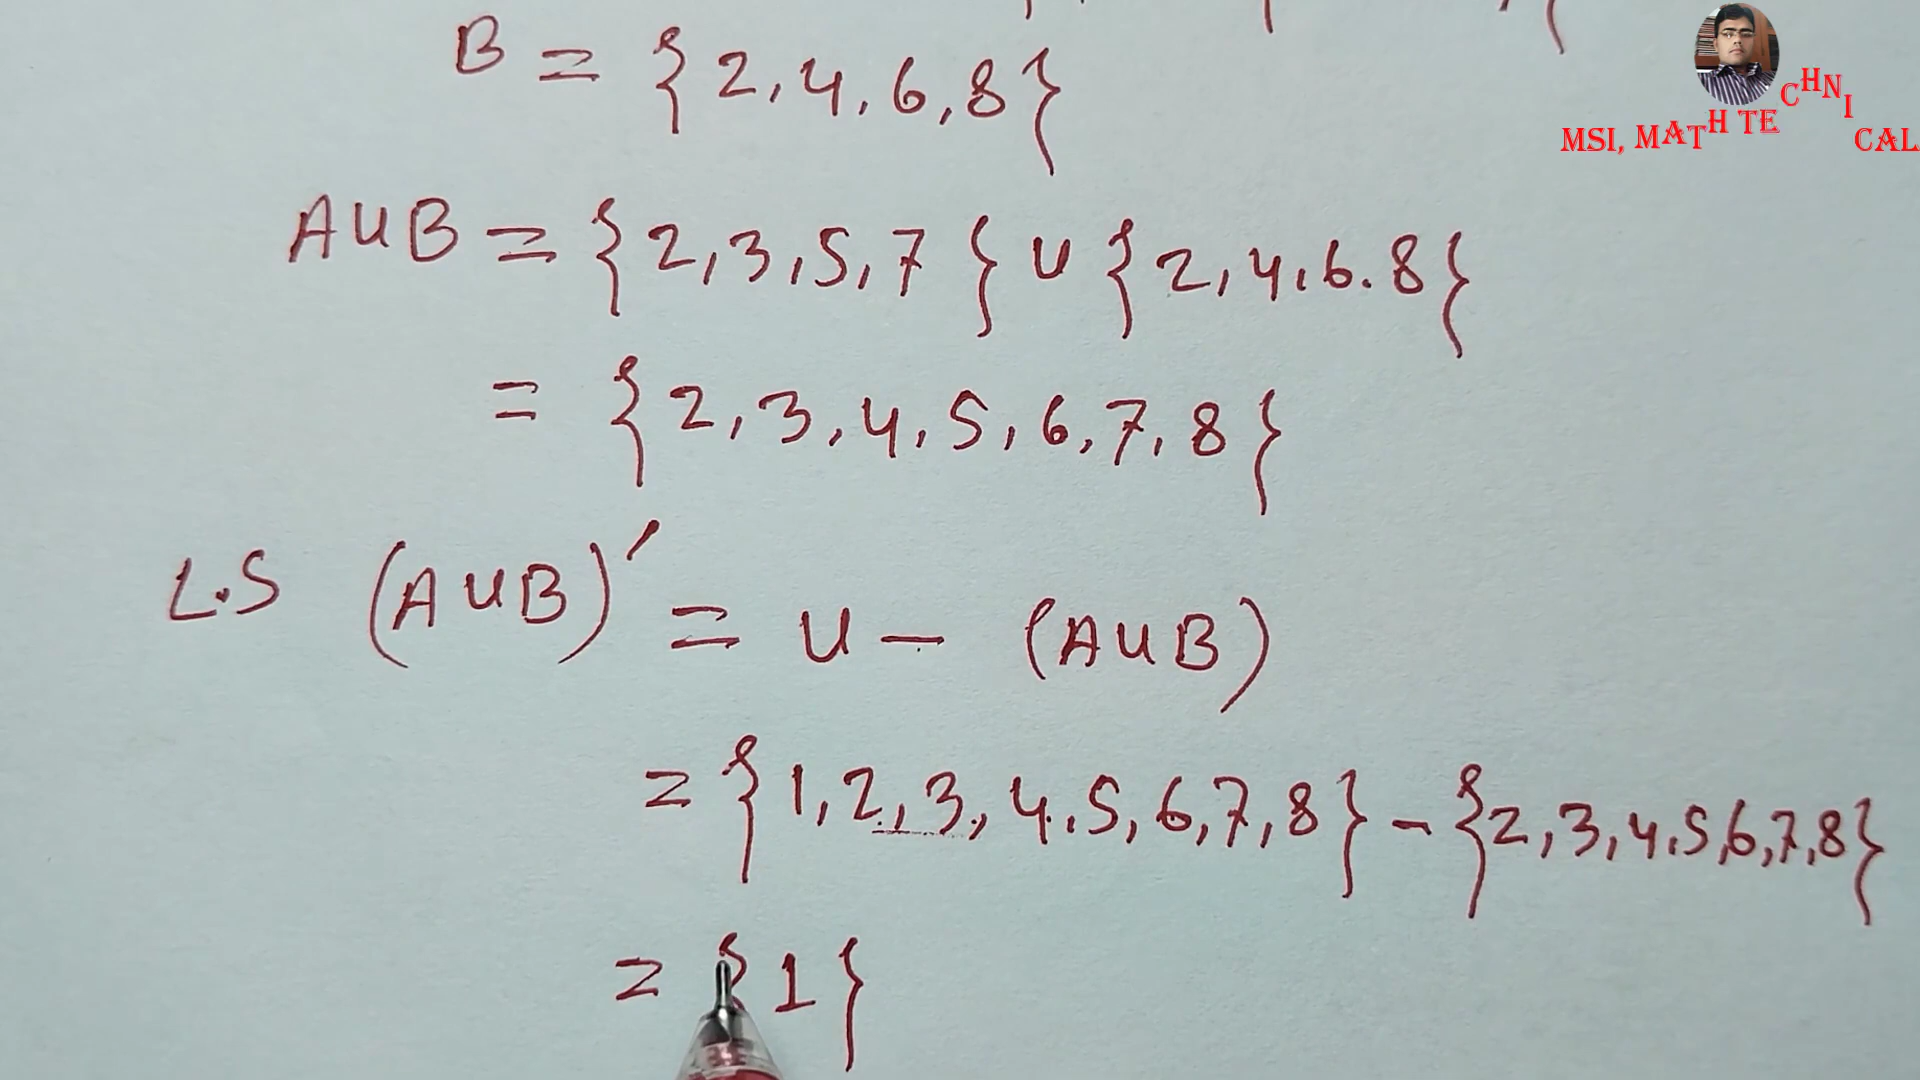 B = {2, 4, 6, 8}
MSI, MATH TECHNICAL
A∪B = {2, 3, 5, 7} ∪ {2, 4, 6. 8}
= {2, 3, 4, 5, 6, 7, 8}
L.S (A∪B)′ = U − (A∪B)
= {1, 2, 3, 4, 5, 6, 7, 8} − {2, 3, 4, 5, 6, 7, 8}
= {1}